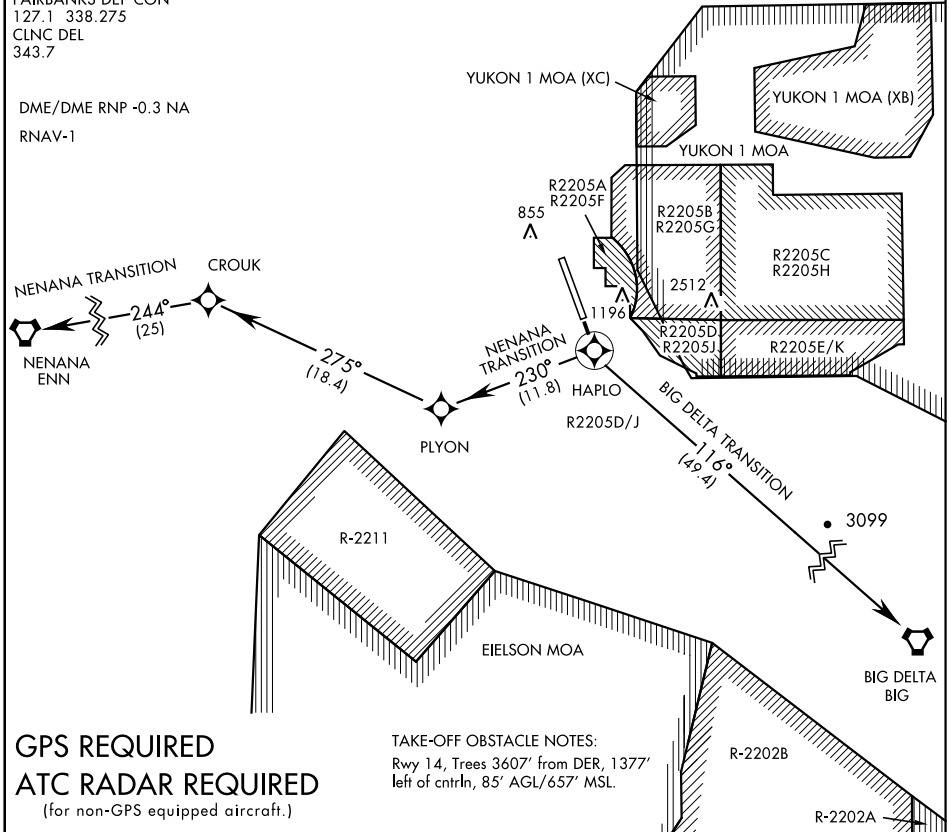 FAIRBANKS DEP CON
127.1 338.275
CLNC DEL
343.7
DME/DME RNP -0.3 NA
RNAV-1
YUKON 1 MOA (XC)
YUKON 1 MOA (XB)
YUKON 1 MOA
R2205A
R2205F
855
R2205B
R2205G
R2205C
R2205H
2512
1196
R2205D
R2205J
R2205E/K
NENANA TRANSITION
CROUK
244°
(25)
NENANA
ENN
275°
(18.4)
NENANA
TRANSITION
230°
(11.8)
HAPLO
R2205D/J
PLYON
BIG DELTA TRANSITION
116°
(49.4)
3099
R-2211
EIELSON MOA
BIG DELTA
BIG
GPS REQUIRED
ATC RADAR REQUIRED
(for non-GPS equipped aircraft.)
TAKE-OFF OBSTACLE NOTES:
Rwy 14, Trees 3607' from DER, 1377'
left of cntrln, 85' AGL/657' MSL.
R-2202B
R-2202A